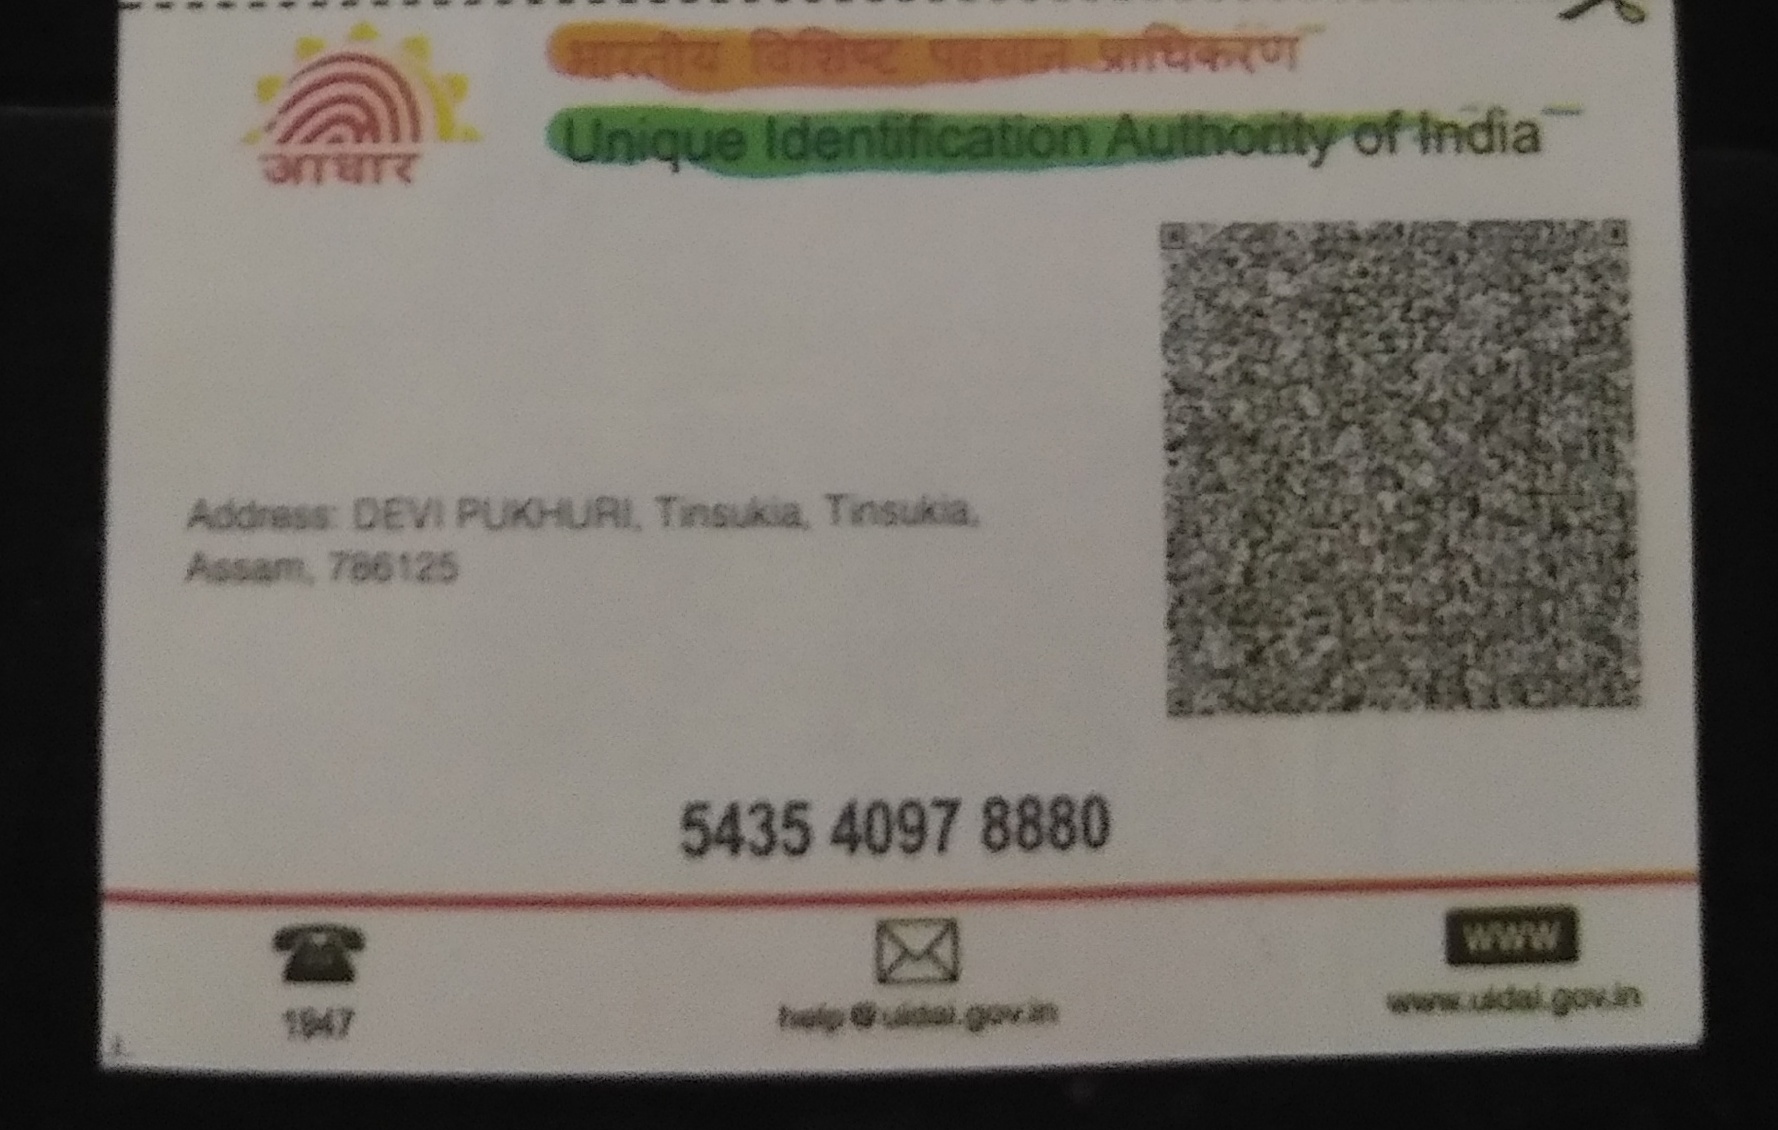 भारतीय विशिष्ट पहचान प्राधिकरण
Unique Identification Authority of India
आधार
Address: DEVI PUKHURI, Tinsukia, Tinsukia,
Assam, 786125
5435 4097 8880
WWW
1947
help@uidai.gov.in
www.uidai.gov.in